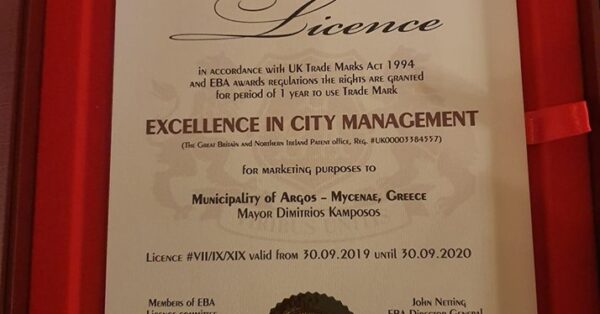 Licence
in accordance with UK Trade Marks Act 1994
and EBA awards regulations the rights are granted
for period of 1 year to use Trade Mark
EXCELLENCE IN CITY MANAGEMENT
(The Great Britain and Northern Ireland Patent office, Reg. #UK00003384557)
for marketing purposes to
Municipality of Argos – Mycenae, Greece
Mayor Dimitrios Kamposos
Licence #VII/IX/XIX valid from 30.09.2019 until 30.09.2020
Members of EBA
Licence committee
John Netting
EBA Director General